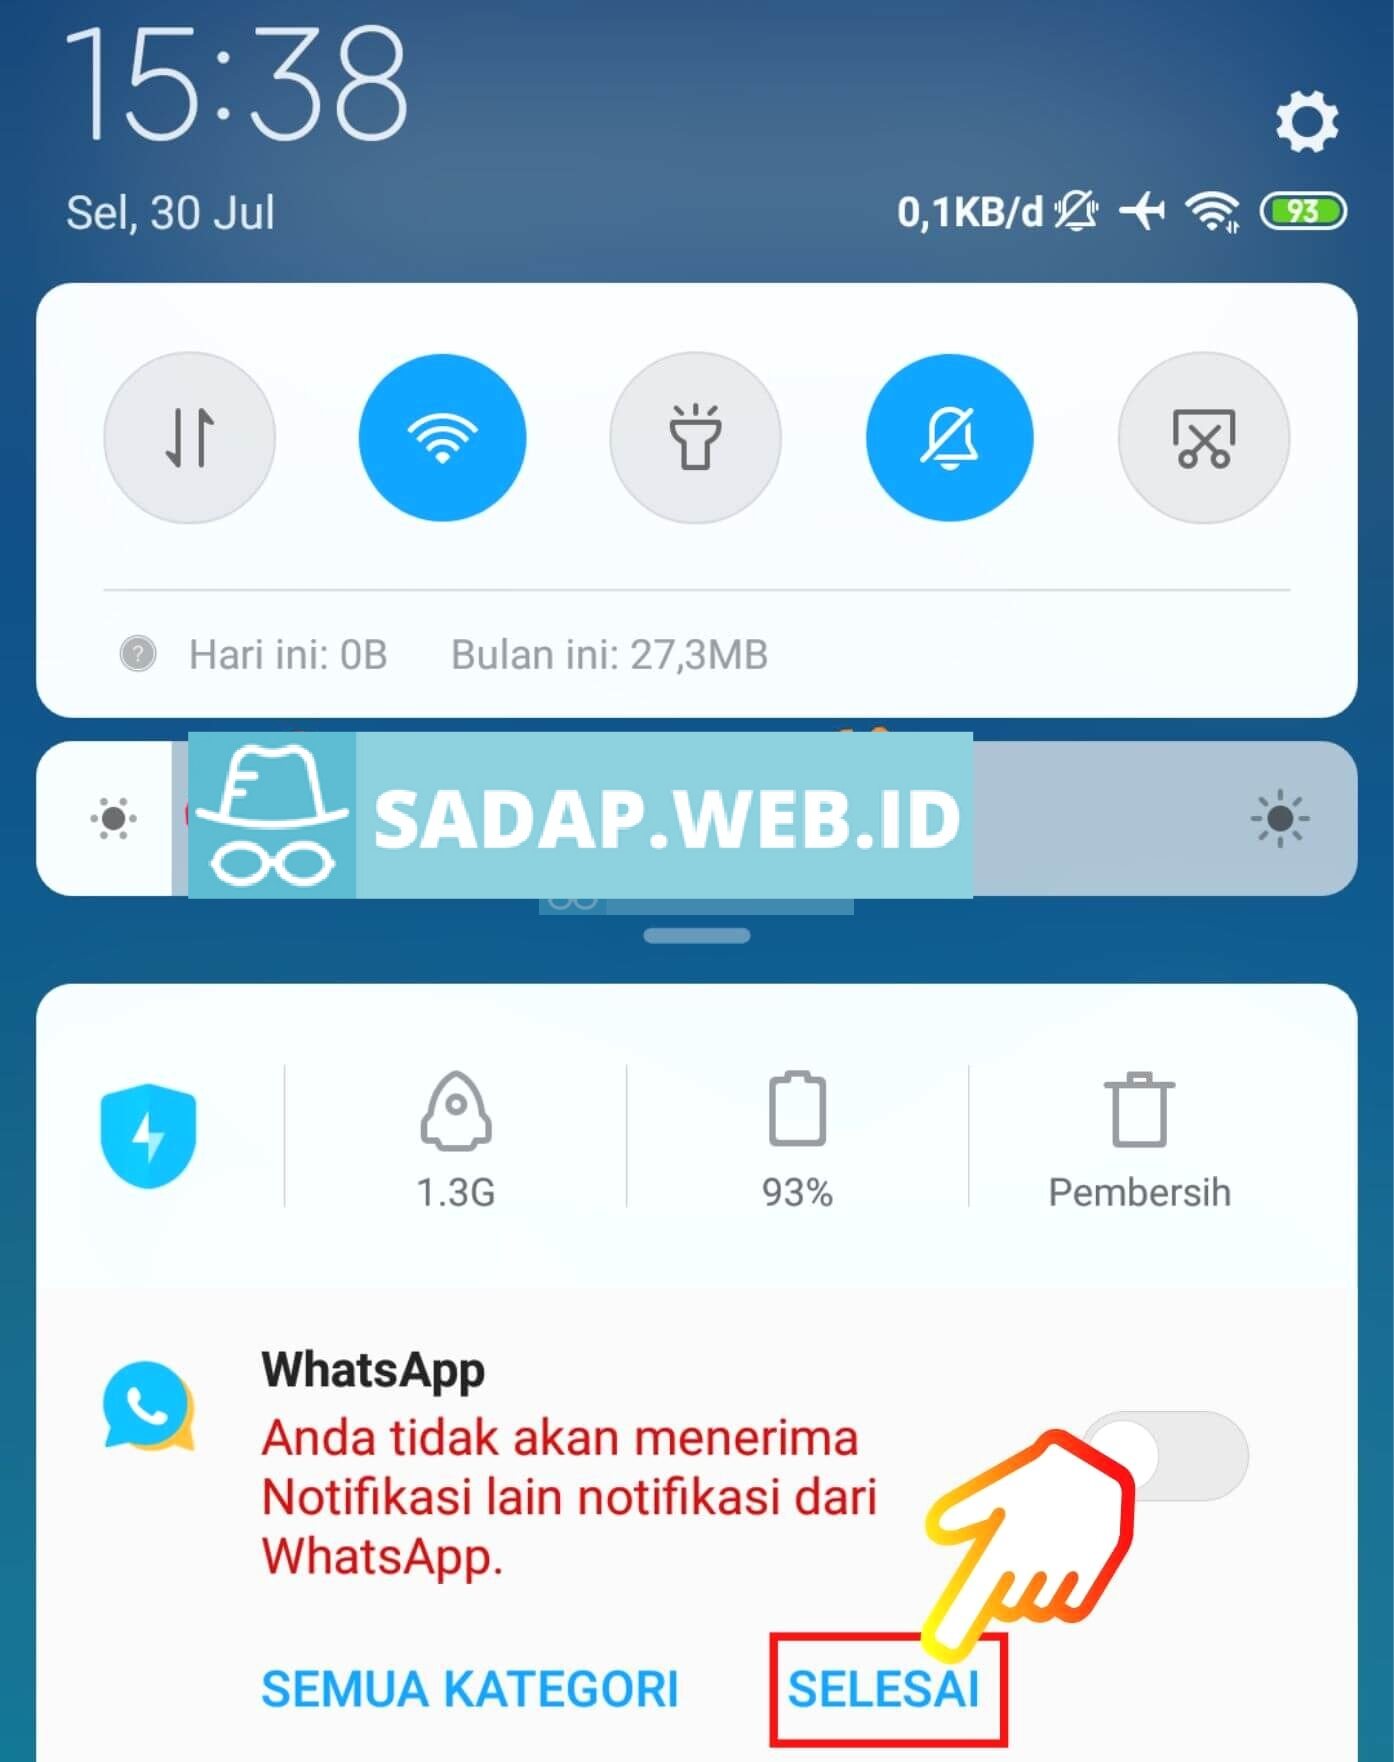 15:38
Sel, 30 Jul
0,1KB/d
93
?
Hari ini: 0B
Bulan ini: 27,3MB
SADAP.WEB.ID
1.3G
93%
Pembersih
WhatsApp
Anda tidak akan menerima
Notifikasi lain notifikasi dari
WhatsApp.
SEMUA KATEGORI
SELESAI